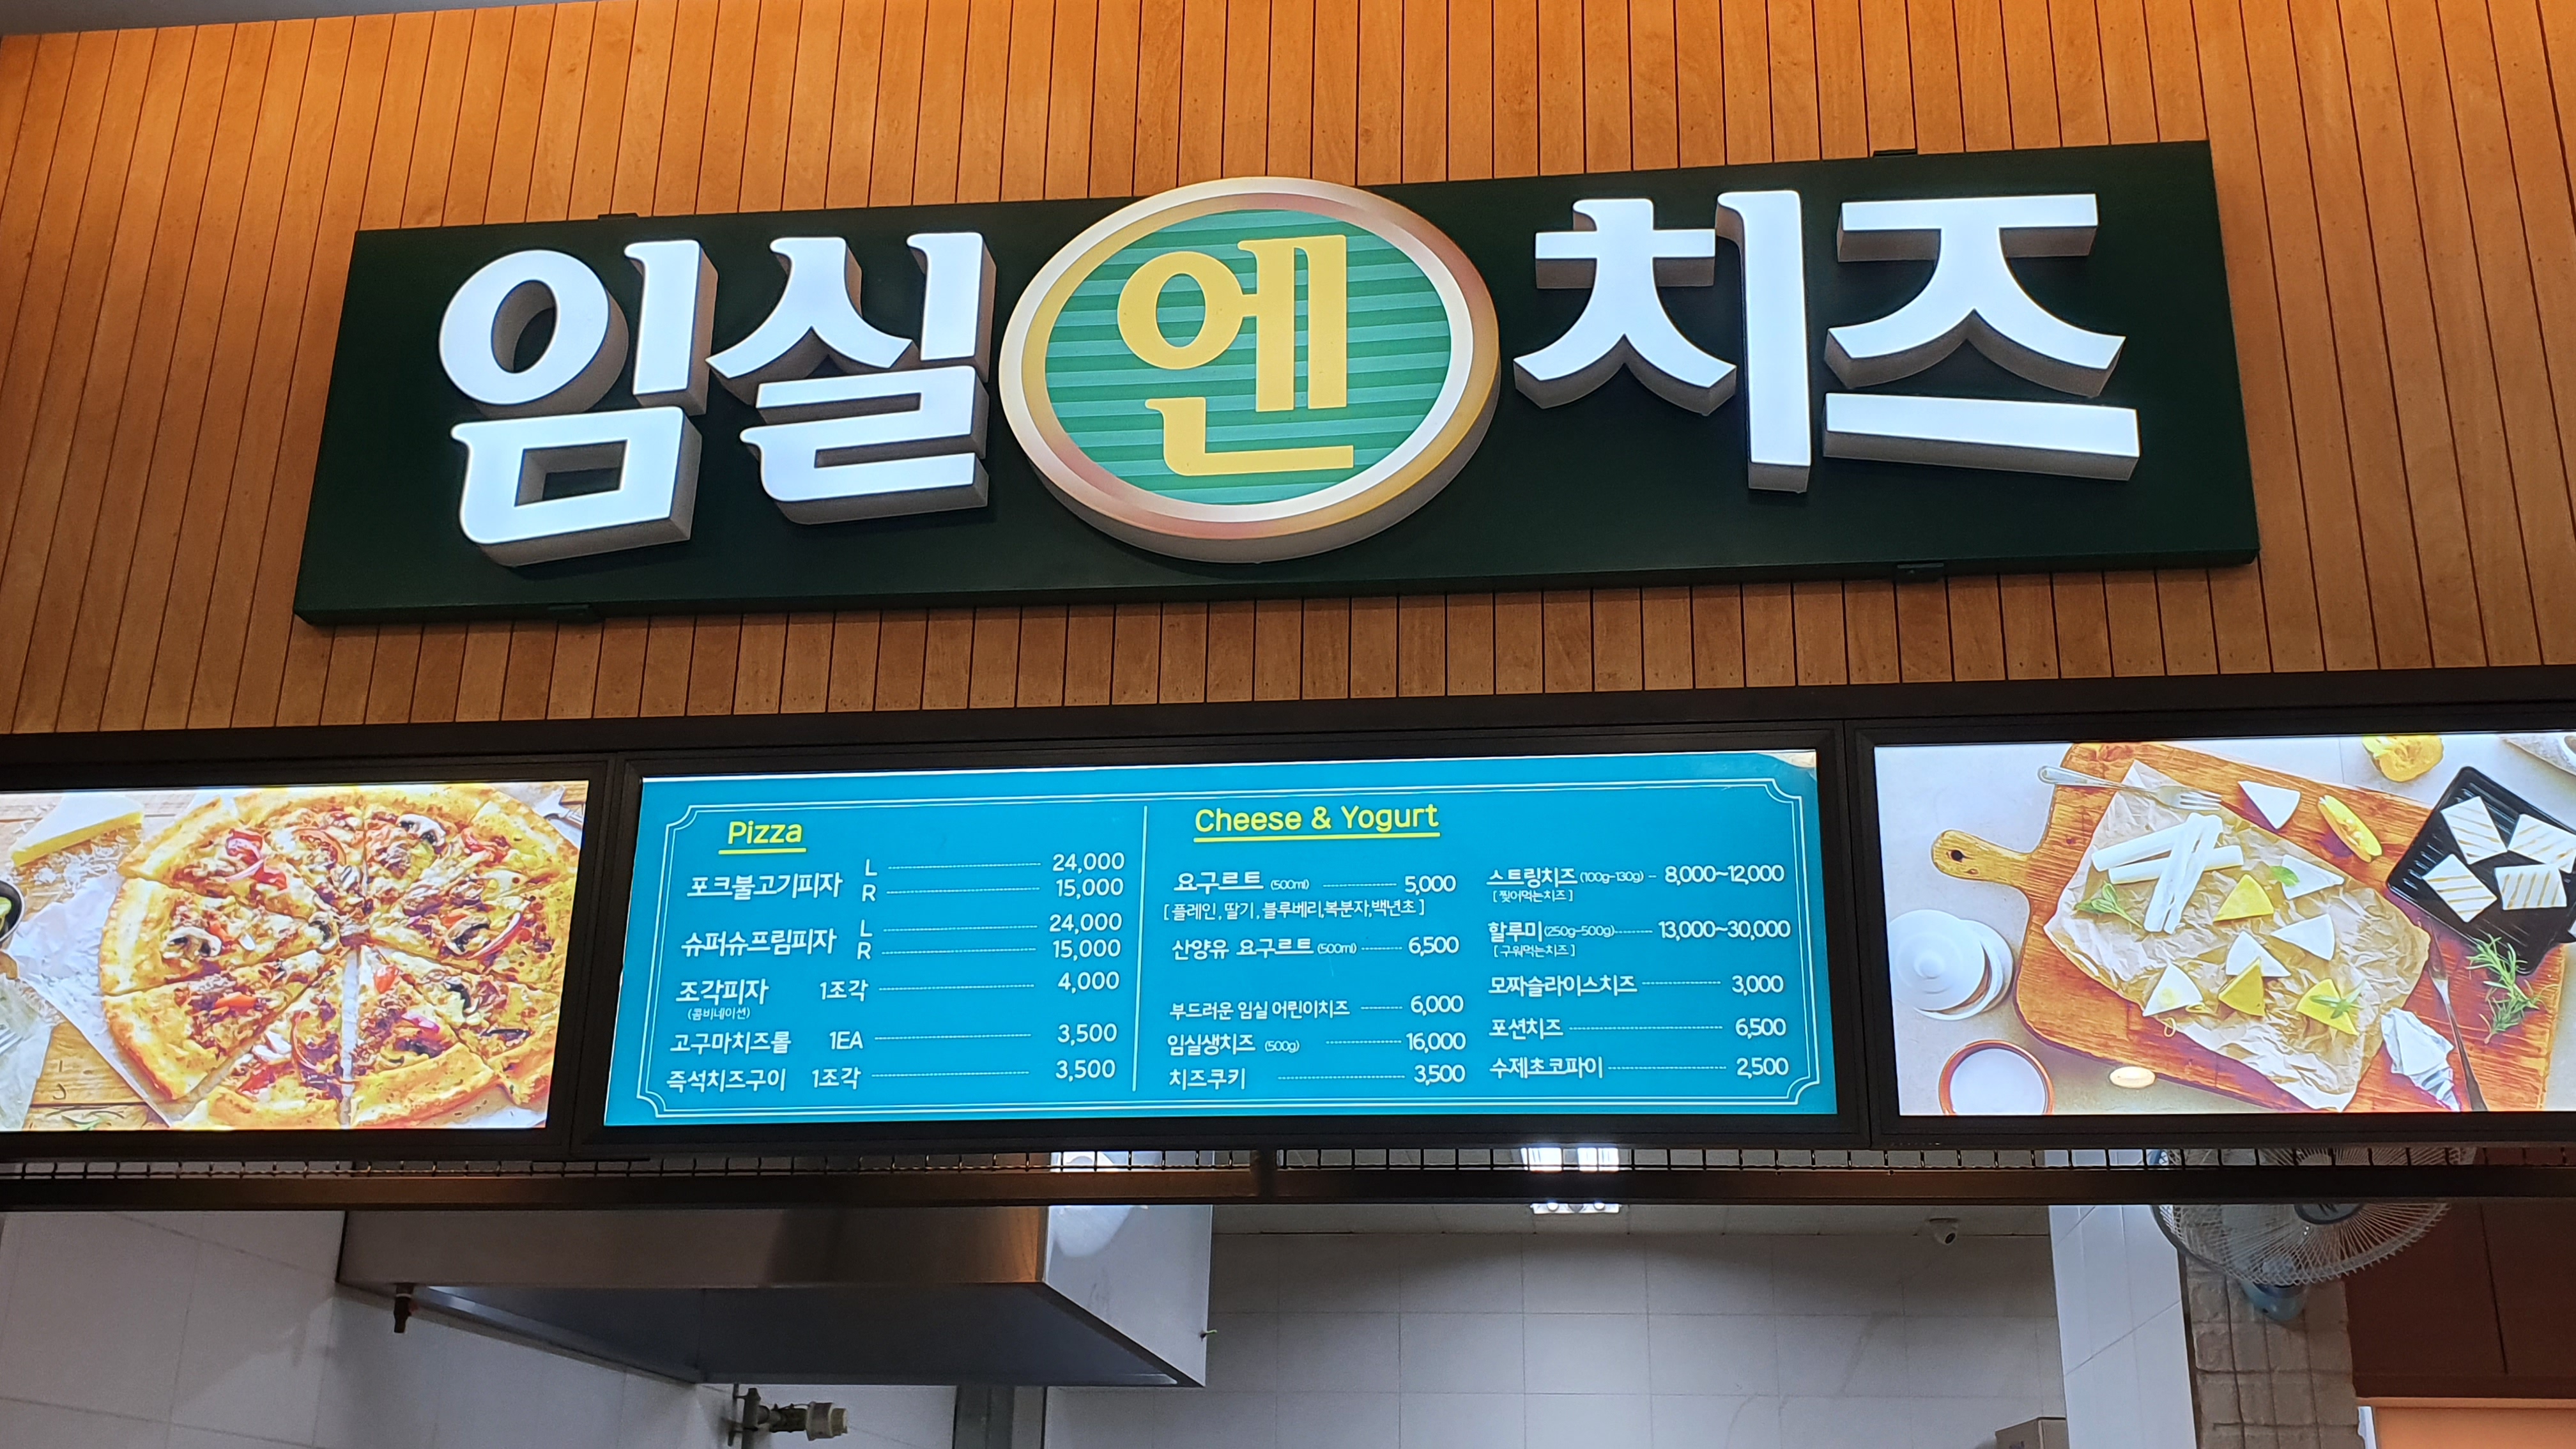 임실엔치즈
Pizza
포크불고기피자 L 24,000
R 15,000
슈퍼슈프림피자 L 24,000
R 15,000
조각피자 1조각 4,000
(콤비네이션)
고구마치즈롤 1EA 3,500
즉석치즈구이 1조각 3,500
Cheese & Yogurt
요구르트 (500ml) 5,000
[플레인, 딸기, 블루베리,복분자,백년초]
산양유 요구르트 (500ml) 6,500
부드러운 임실 어린이치즈 6,000
임실생치즈 (500g) 16,000
치즈쿠키 3,500
스트링치즈 (100g~130g) 8,000~12,000
[찢어먹는치즈]
할루미 (250g~500g) 13,000~30,000
[구워먹는치즈]
모짜슬라이스치즈 3,000
포션치즈 6,500
수제초코파이 2,500